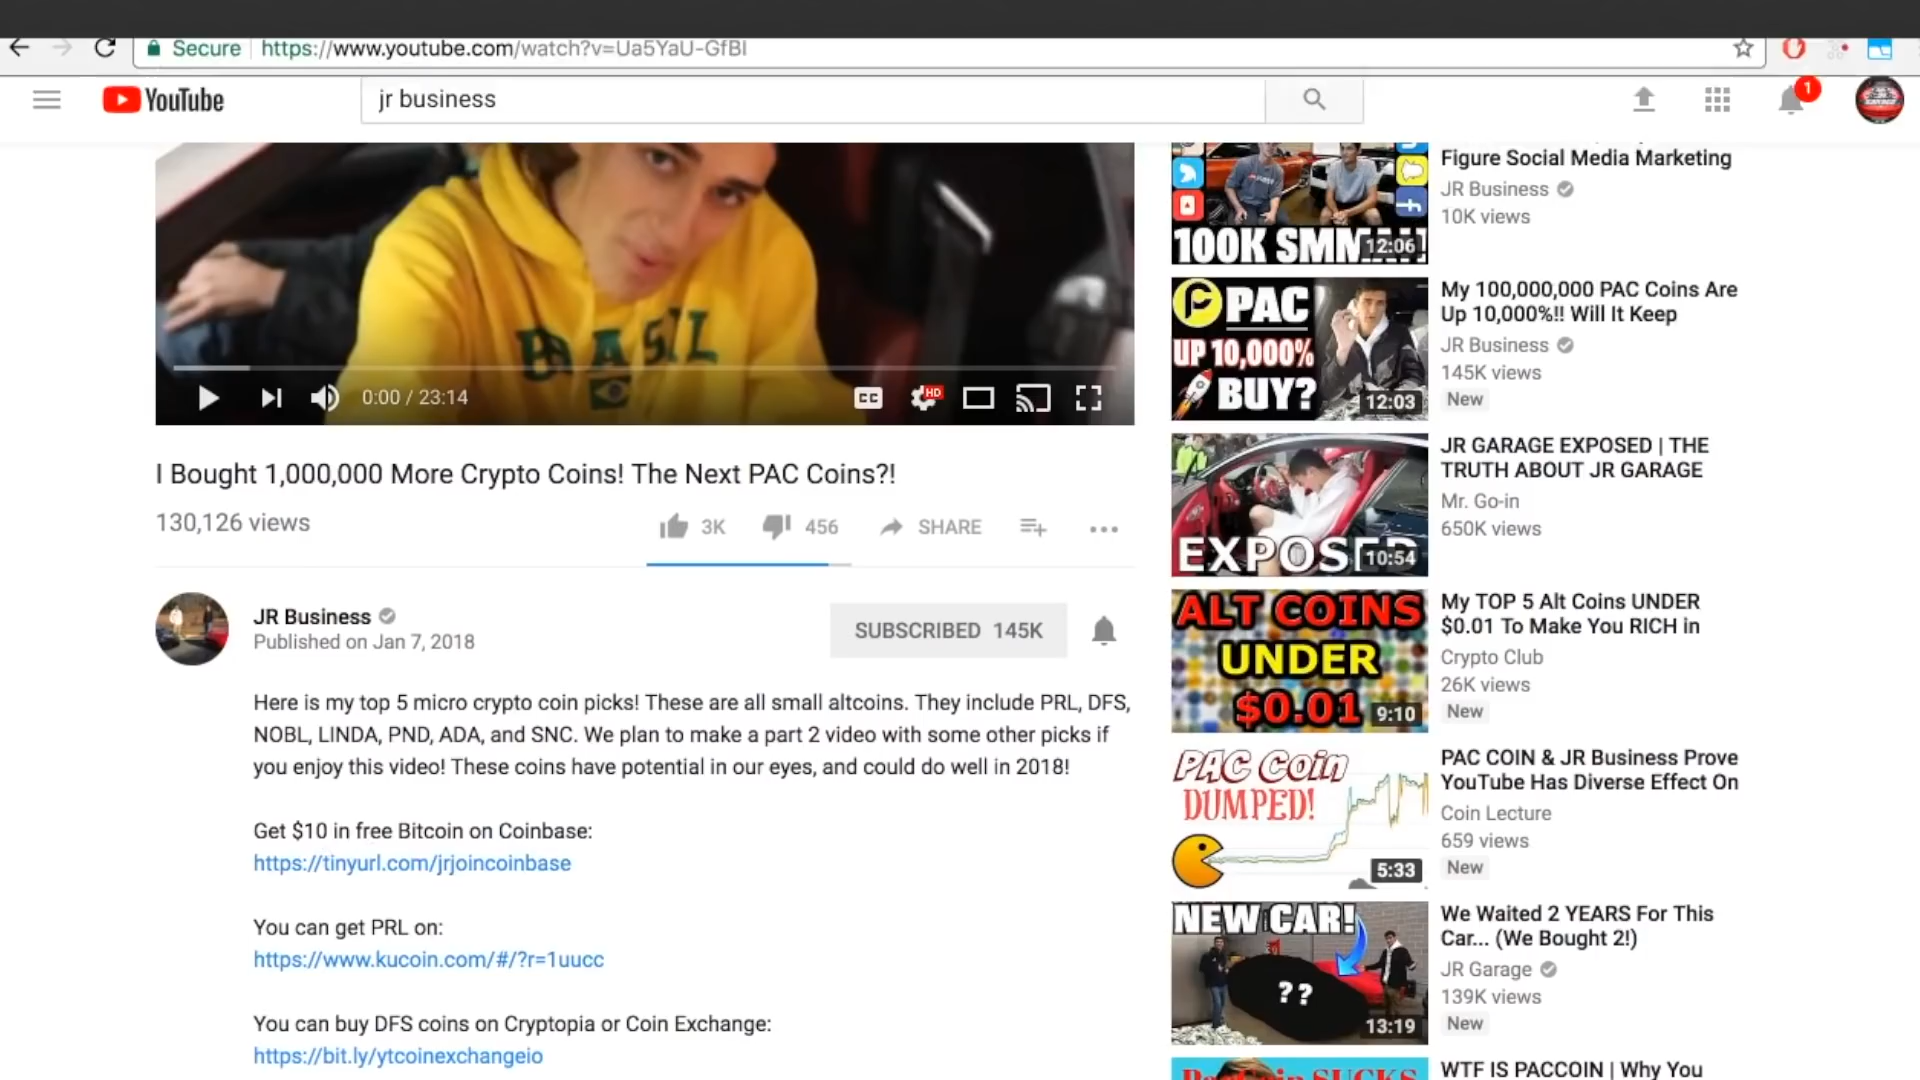 Secure https://www.youtube.com/watch?v=Ua5YaU-GfBI
YouTube
jr business
1
BRASIL
0:00 / 23:14
CC
HD
I Bought 1,000,000 More Crypto Coins! The Next PAC Coins?!
130,126 views
3K
456
SHARE
JR Business
Published on Jan 7, 2018
SUBSCRIBED 145K
Here is my top 5 micro crypto coin picks! These are all small altcoins. They include PRL, DFS,
NOBL, LINDA, PND, ADA, and SNC. We plan to make a part 2 video with some other picks if
you enjoy this video! These coins have potential in our eyes, and could do well in 2018!
Get $10 in free Bitcoin on Coinbase:
https://tinyurl.com/jrjoincoinbase
You can get PRL on:
https://www.kucoin.com/#/?r=1uucc
You can buy DFS coins on Cryptopia or Coin Exchange:
https://bit.ly/ytcoinexchangeio
100K SMM
12:06
Figure Social Media Marketing
JR Business
10K views
PAC
UP 10,000%
BUY?
12:03
My 100,000,000 PAC Coins Are
Up 10,000%!! Will It Keep
JR Business
145K views
New
EXPOSED
10:54
JR GARAGE EXPOSED | THE
TRUTH ABOUT JR GARAGE
Mr. Go-in
650K views
ALT COINS
UNDER
$0.01
9:10
My TOP 5 Alt Coins UNDER
$0.01 To Make You RICH in
Crypto Club
26K views
New
PAC Coin
DUMPED!
5:33
PAC COIN & JR Business Prove
YouTube Has Diverse Effect On
Coin Lecture
659 views
New
NEW CAR!
??
13:19
We Waited 2 YEARS For This
Car... (We Bought 2!)
JR Garage
139K views
New
PacCoin SUCKS
WTF IS PACCOIN | Why You